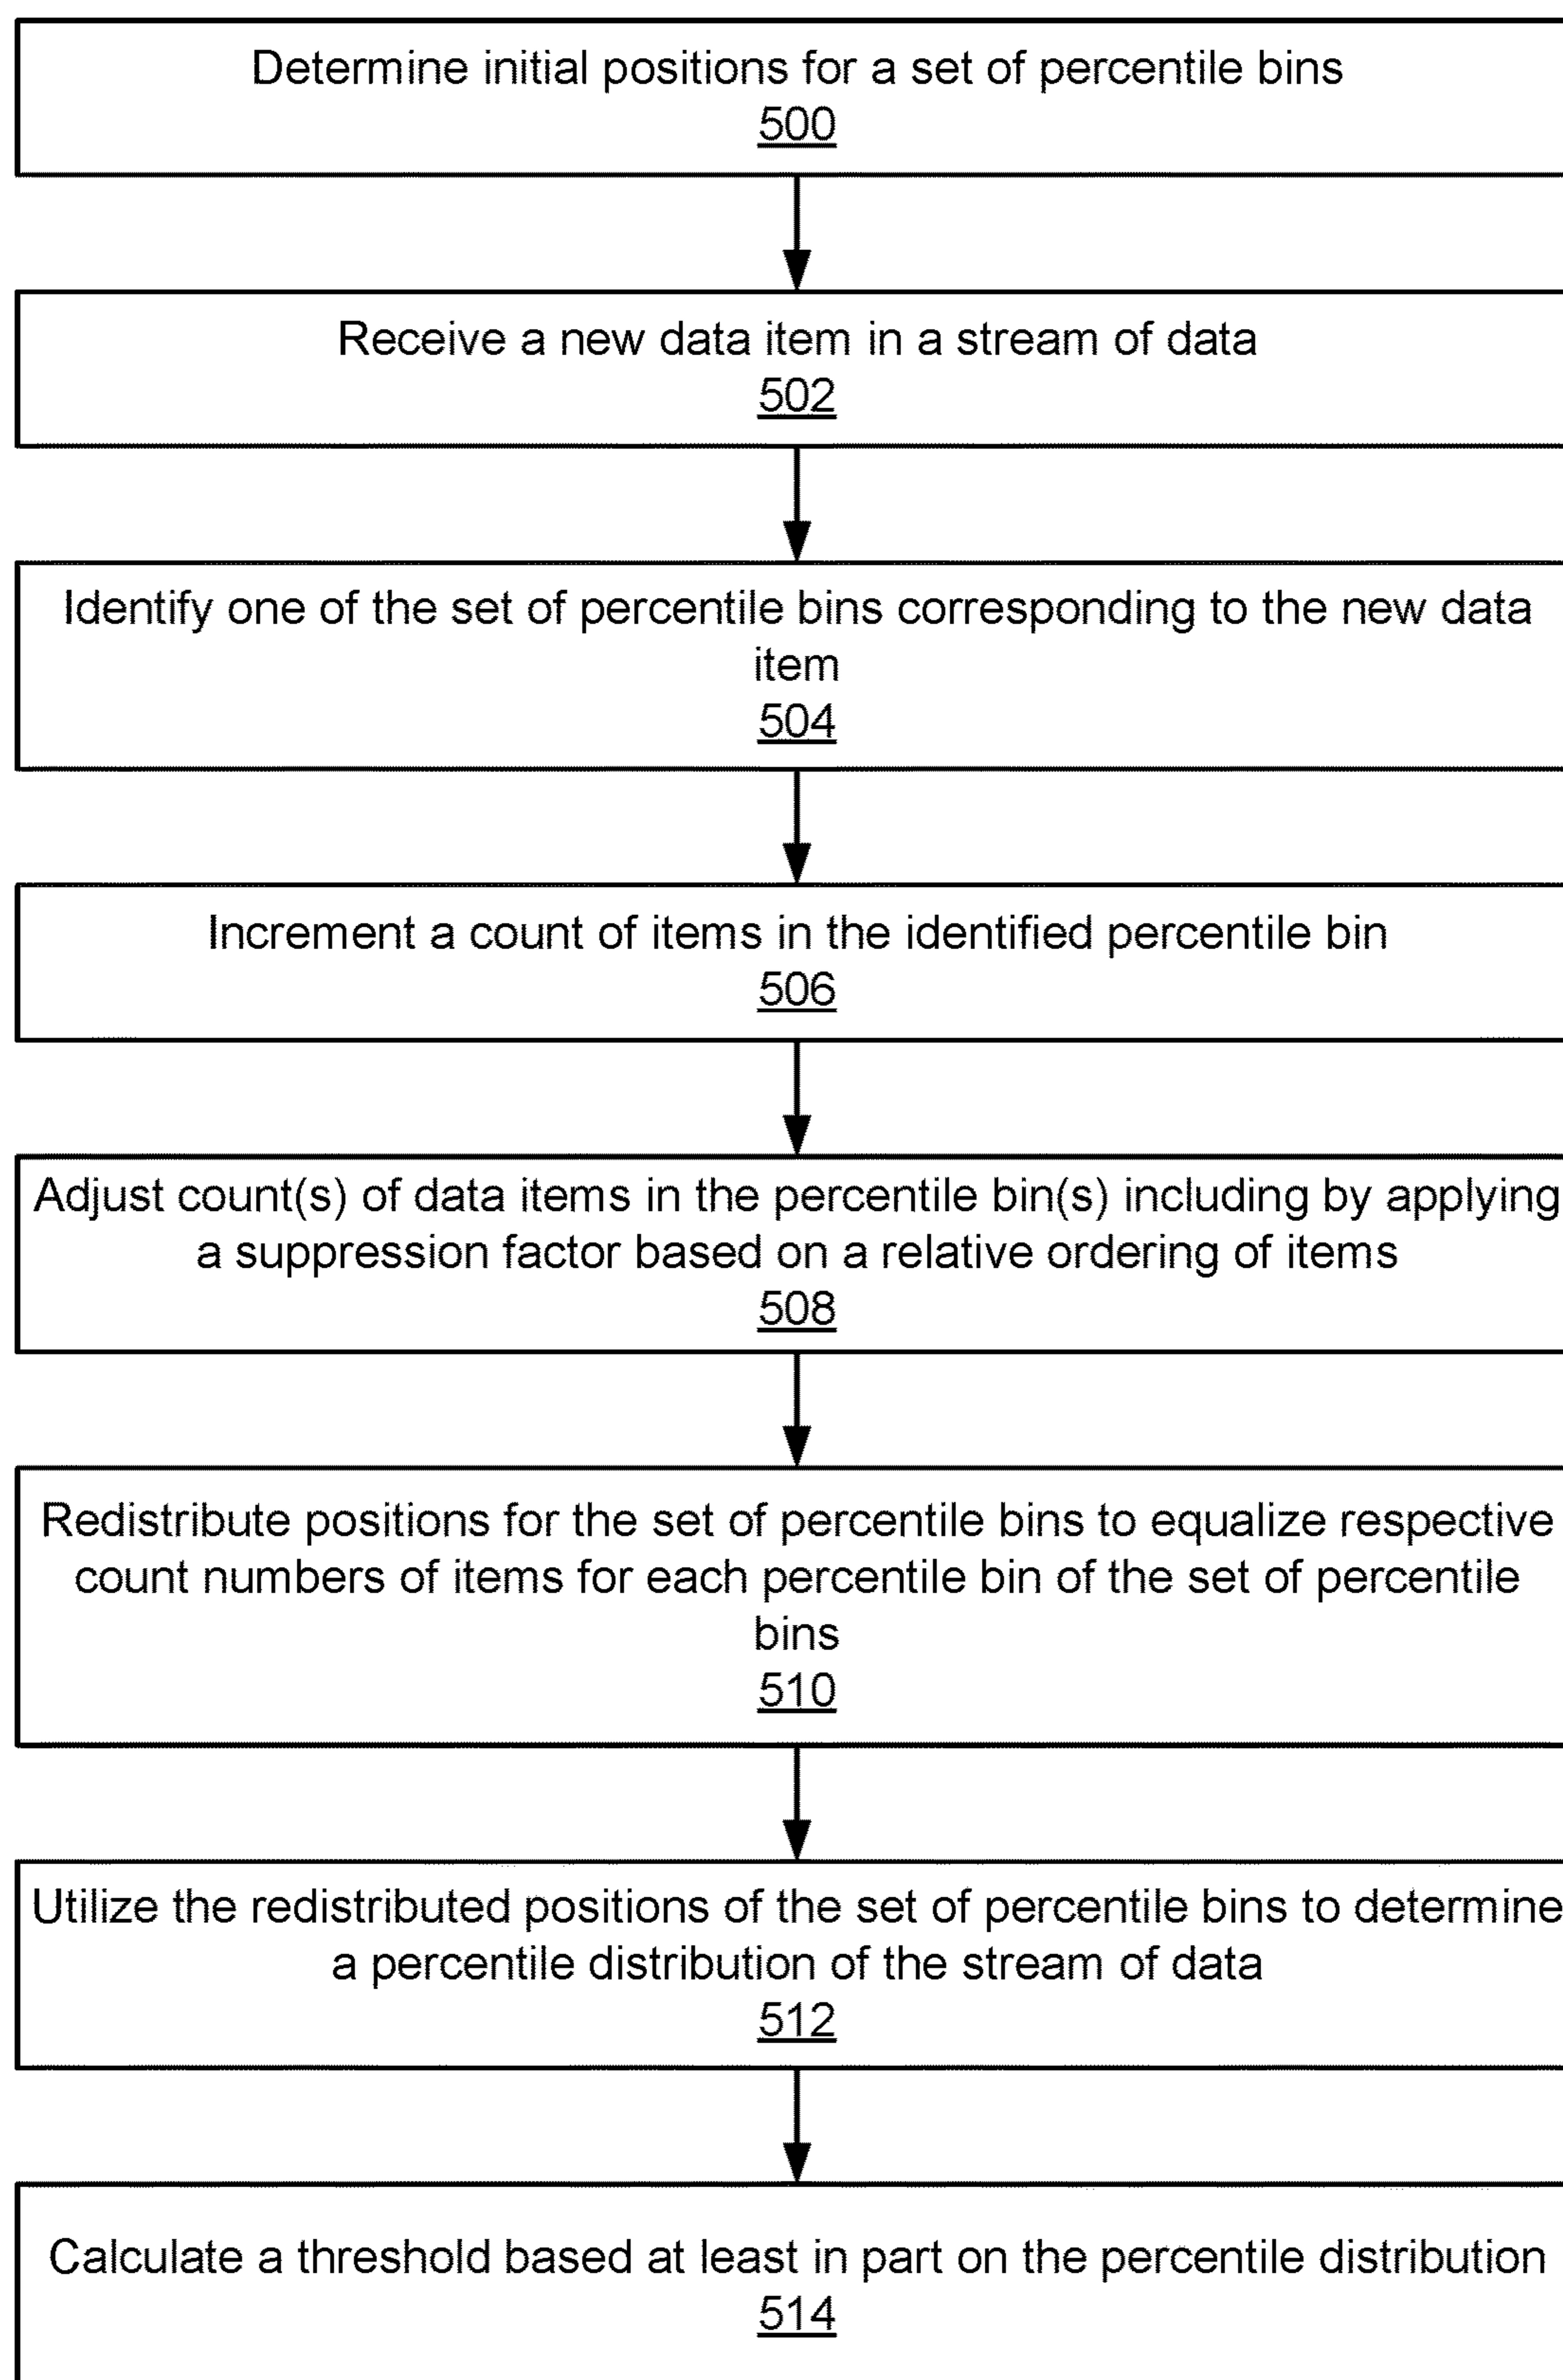 Determine initial positions for a set of percentile bins
500
Receive a new data item in a stream of data
502
Identify one of the set of percentile bins corresponding to the new data
item
504
Increment a count of items in the identified percentile bin
506
Adjust count(s) of data items in the percentile bin(s) including by applying
a suppression factor based on a relative ordering of items
508
Redistribute positions for the set of percentile bins to equalize respective
count numbers of items for each percentile bin of the set of percentile
bins
510
Utilize the redistributed positions of the set of percentile bins to determine
a percentile distribution of the stream of data
512
Calculate a threshold based at least in part on the percentile distribution
514